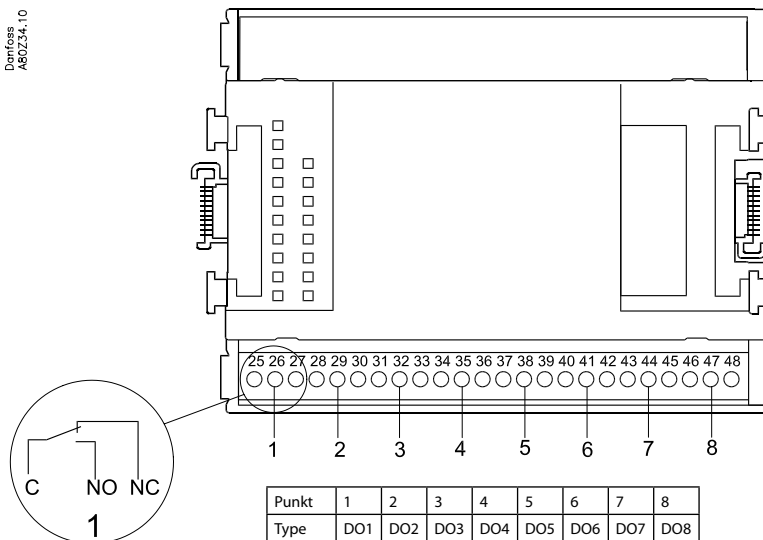 Danfoss
A80Z34.10
25 26 27 28 29 30 31 32 33 34 35 36 37 38 39 40 41 42 43 44 45 46 47 48
1 2 3 4 5 6 7 8
C NO NC
1
Punkt 1 2 3 4 5 6 7 8
Type DO1 DO2 DO3 DO4 DO5 DO6 DO7 DO8